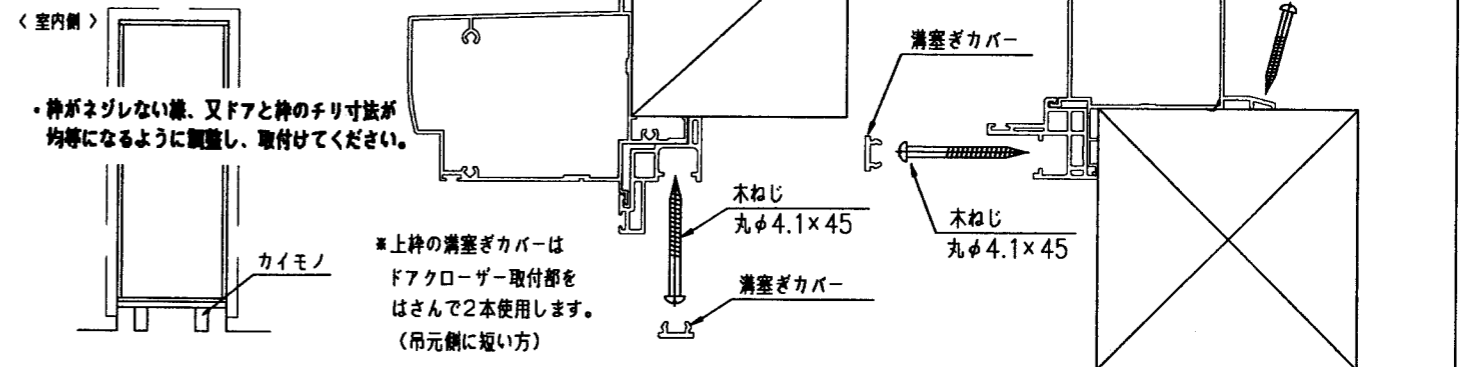 〈 室内側 〉
・枠がネジレない様、又ドアと枠のチリ寸法が
均等になるように調整し、取付けてください。
カイモノ
※上枠の溝塞ぎカバーは
ドアクローザー取付部を
はさんで2本使用します。
(吊元側に短い方)
木ねじ
丸φ4.1×45
溝塞ぎカバー
溝塞ぎカバー
木ねじ
丸φ4.1×45